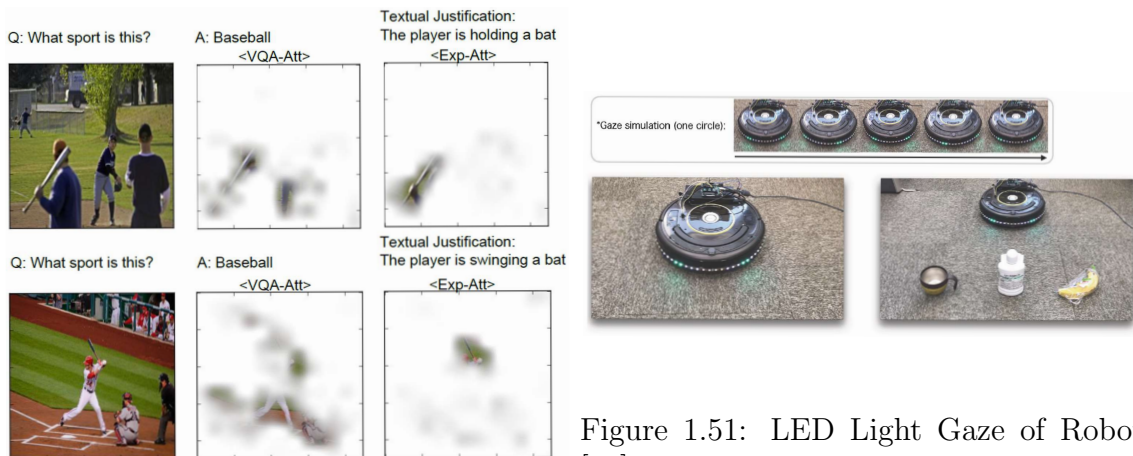 Textual Justification:
Q: What sport is this? A: Baseball The player is holding a bat
<VQA-Att> <Exp-Att>
Textual Justification:
Q: What sport is this? A: Baseball The player is swinging a bat
<VQA-Att> <Exp-Att>
*Gaze simulation (one circle):
Figure 1.51: LED Light Gaze of Robo